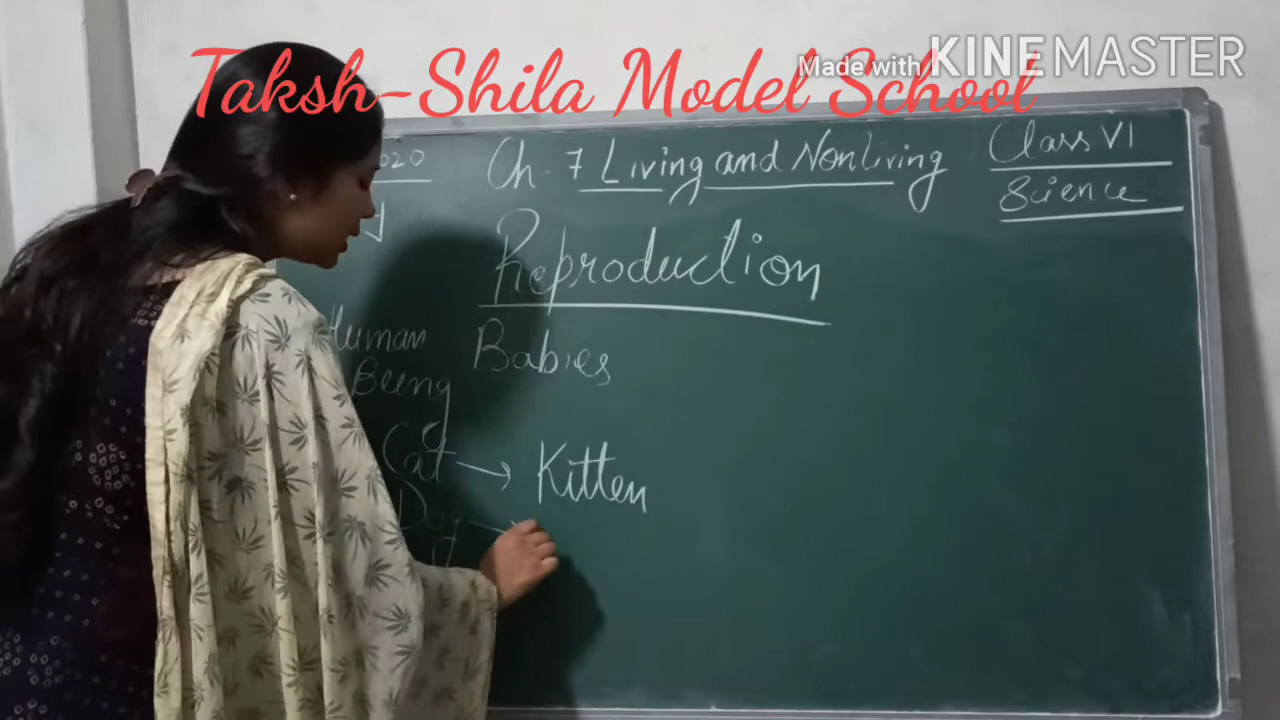 Taksh-Shila Model School
Made with KINEMASTER
2020
Ch - 7 Living and NonLiving
Class VI
Science
Reproduction
Human Being
Babies
Cat → Kitten
Dog →